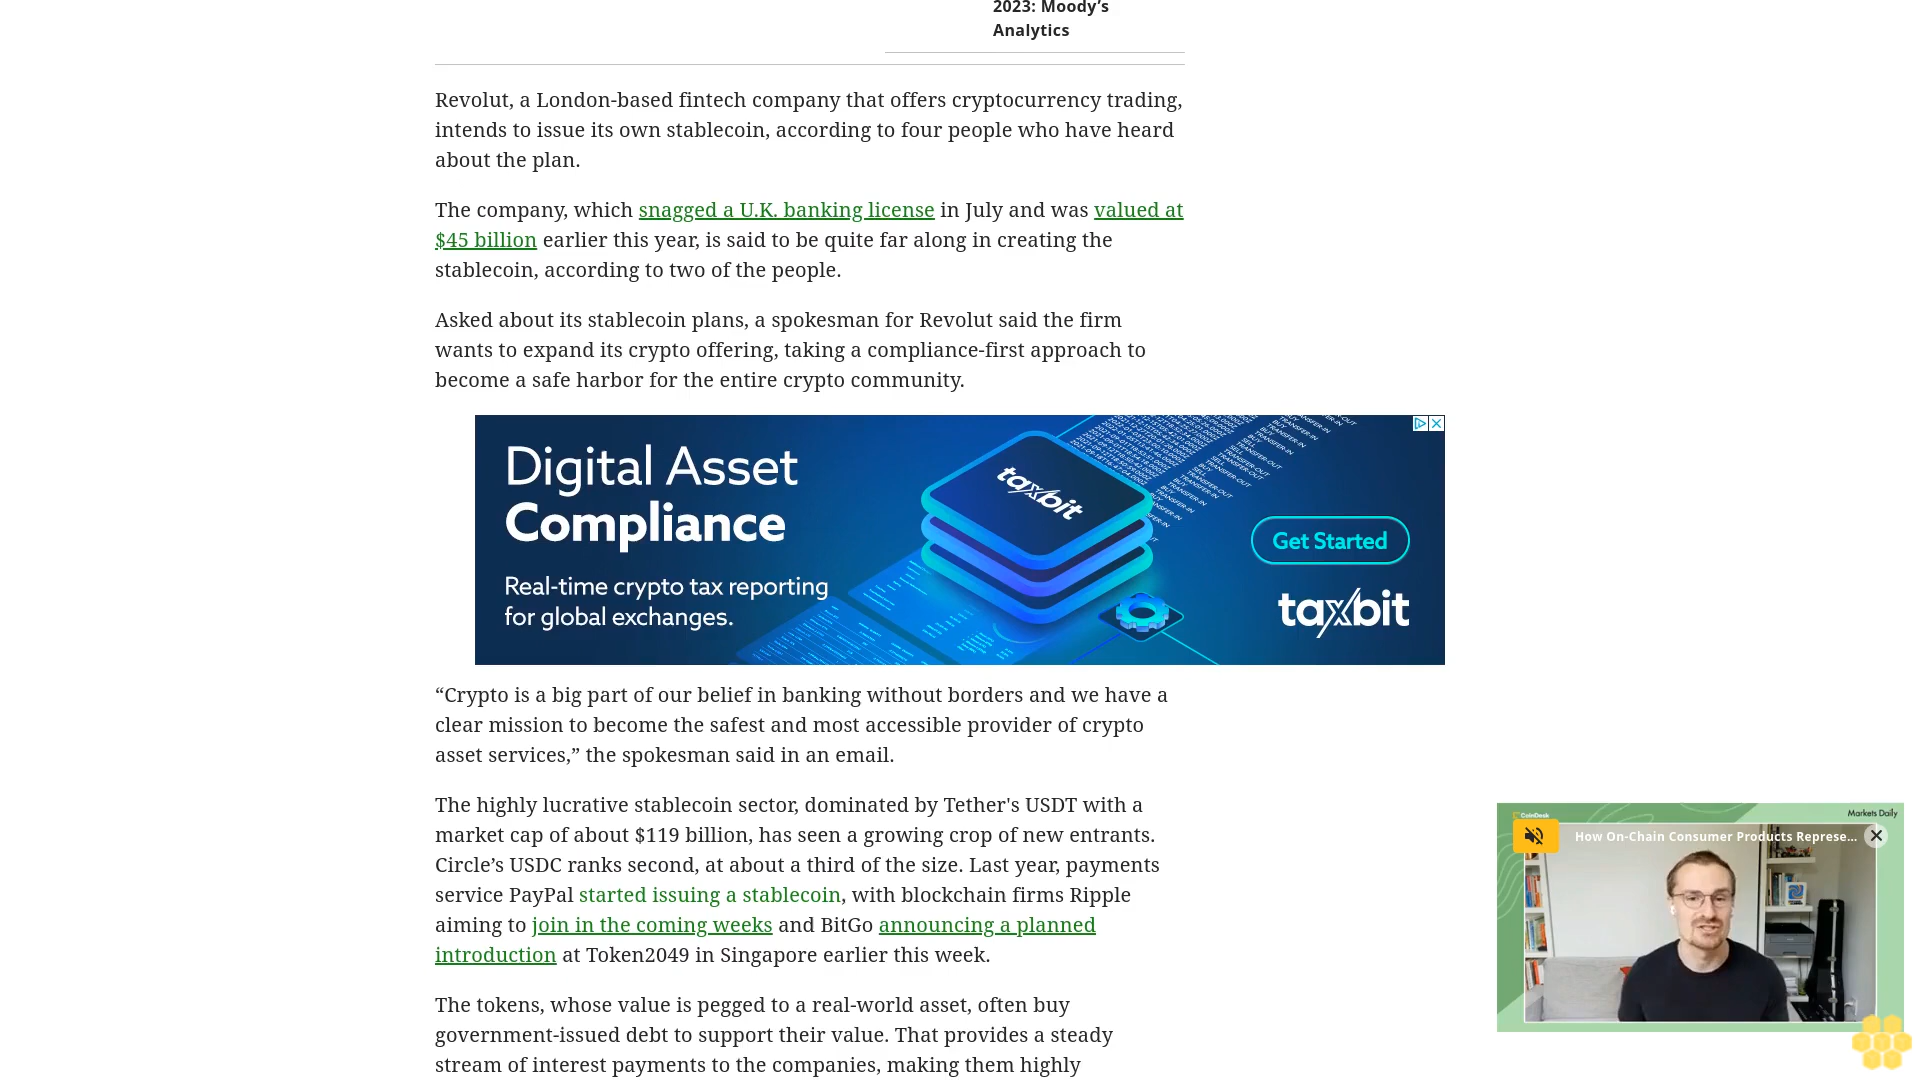 2023: Moody’s
Analytics
Revolut, a London-based fintech company that offers cryptocurrency trading,
intends to issue its own stablecoin, according to four people who have heard
about the plan.
The company, which snagged a U.K. banking license in July and was valued at
$45 billion earlier this year, is said to be quite far along in creating the
stablecoin, according to two of the people.
Asked about its stablecoin plans, a spokesman for Revolut said the firm
wants to expand its crypto offering, taking a compliance-first approach to
become a safe harbor for the entire crypto community.
Digital Asset
Compliance
Real-time crypto tax reporting
for global exchanges.
taxbit
Get Started
taxbit
“Crypto is a big part of our belief in banking without borders and we have a
clear mission to become the safest and most accessible provider of crypto
asset services,” the spokesman said in an email.
The highly lucrative stablecoin sector, dominated by Tether's USDT with a
market cap of about $119 billion, has seen a growing crop of new entrants.
Circle’s USDC ranks second, at about a third of the size. Last year, payments
service PayPal started issuing a stablecoin, with blockchain firms Ripple
aiming to join in the coming weeks and BitGo announcing a planned
introduction at Token2049 in Singapore earlier this week.
The tokens, whose value is pegged to a real-world asset, often buy
government-issued debt to support their value. That provides a steady
stream of interest payments to the companies, making them highly
CoinDesk
Markets Daily
How On-Chain Consumer Products Represe...